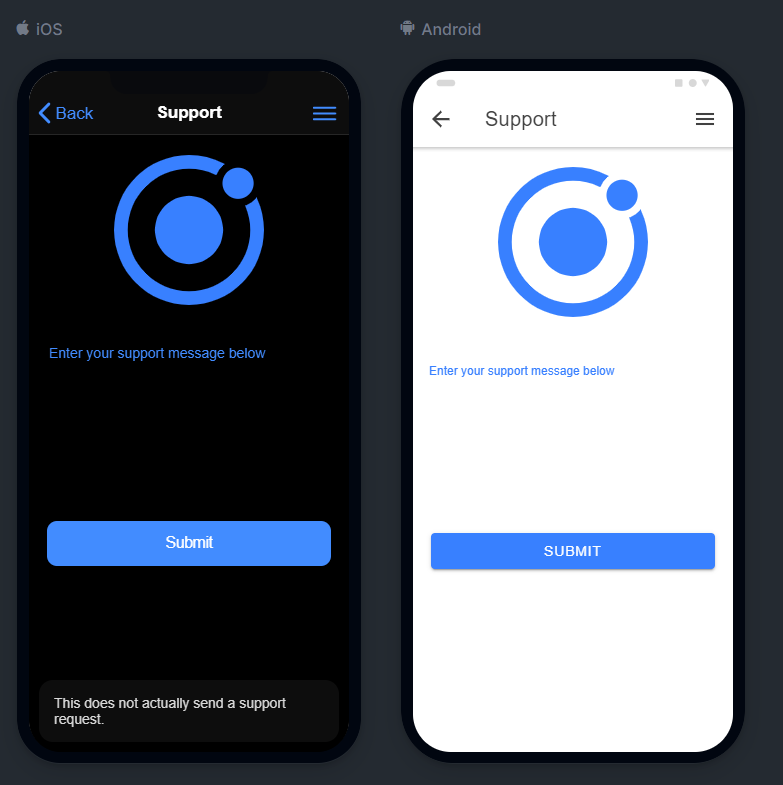 iOS
Android
Back
Support
Enter your support message below
Submit
This does not actually send a support
request.
Support
Enter your support message below
SUBMIT